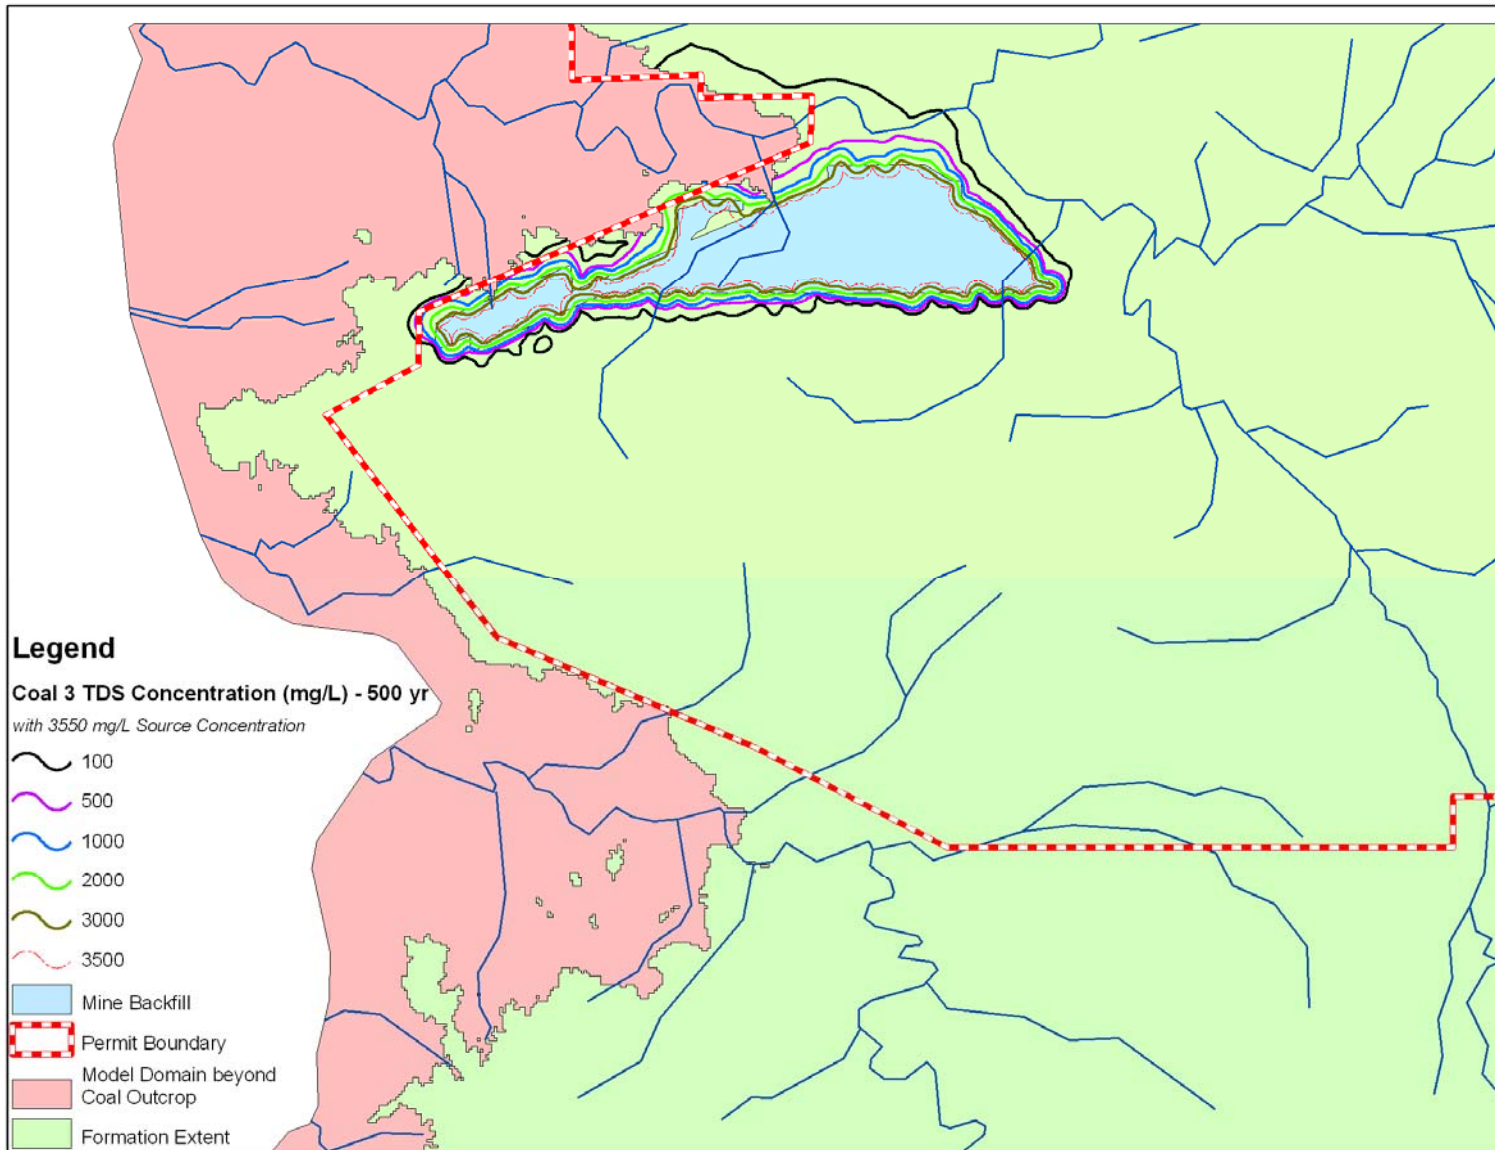 Legend
Coal 3 TDS Concentration (mg/L) - 500 yr
with 3550 mg/L Source Concentration
100
500
1000
2000
3000
3500
Mine Backfill
Permit Boundary
Model Domain beyond
Coal Outcrop
Formation Extent